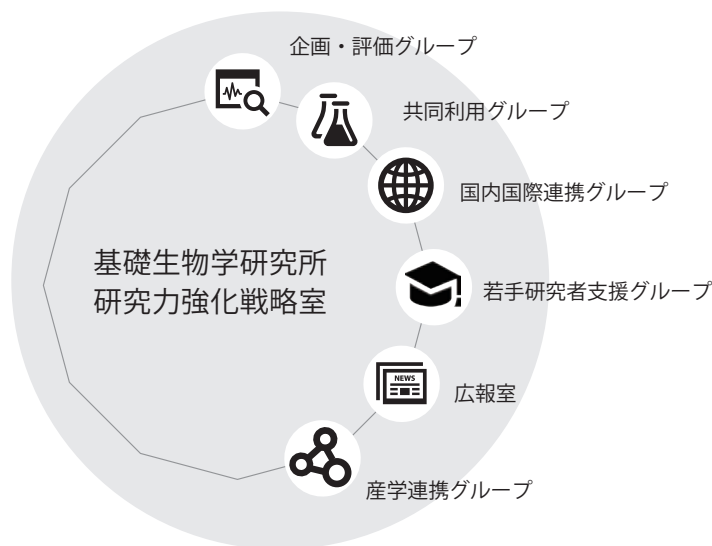 企画・評価グループ
共同利用グループ
国内国際連携グループ
基礎生物学研究所
研究力強化戦略室
若手研究者支援グループ
NEWS
広報室
産学連携グループ